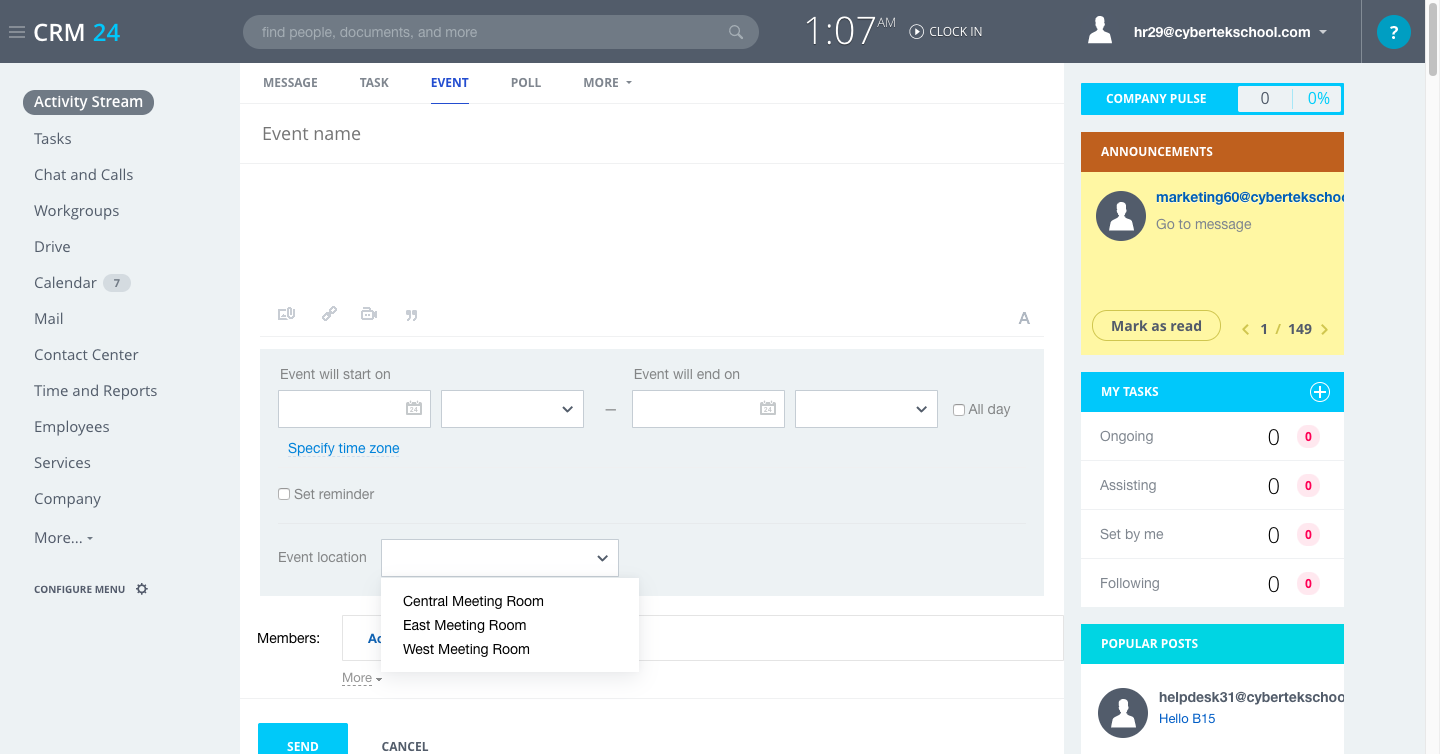 CRM 24
find people, documents, and more
1:07 AM
CLOCK IN
hr29@cybertekschool.com
?
Activity Stream
Tasks
Chat and Calls
Workgroups
Drive
Calendar 7
Mail
Contact Center
Time and Reports
Employees
Services
Company
More...
CONFIGURE MENU
MESSAGE TASK EVENT POLL MORE
Event name
A
Event will start on
Event will end on
24
24
All day
Specify time zone
Set reminder
Event location
Central Meeting Room
East Meeting Room
West Meeting Room
Members:
More
SEND CANCEL
COMPANY PULSE 0 0%
ANNOUNCEMENTS
marketing60@cybertekschoo
Go to message
Mark as read
1 / 149
MY TASKS
Ongoing 0 0
Assisting 0 0
Set by me 0 0
Following 0 0
POPULAR POSTS
helpdesk31@cybertekschoo
Hello B15